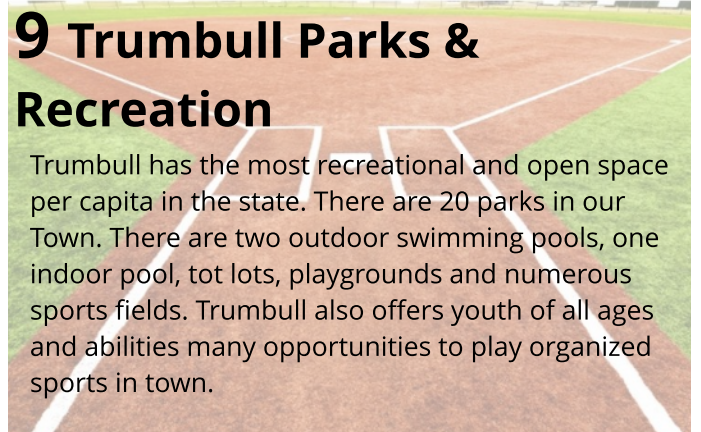 9 Trumbull Parks &
Recreation
Trumbull has the most recreational and open space
per capita in the state. There are 20 parks in our
Town. There are two outdoor swimming pools, one
indoor pool, tot lots, playgrounds and numerous
sports fields. Trumbull also offers youth of all ages
and abilities many opportunities to play organized
sports in town.